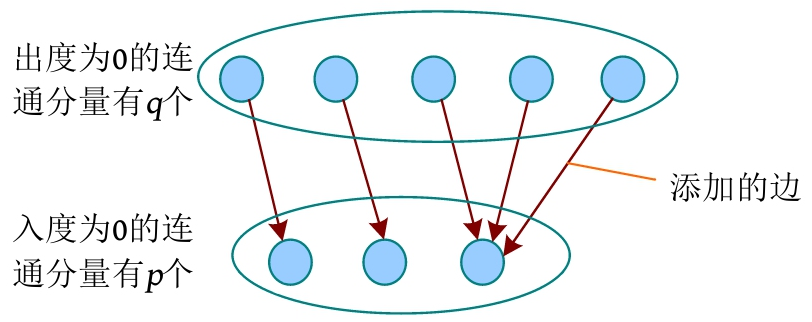 出度为0的连
通分量有q个
添加的边
入度为0的连
通分量有p个